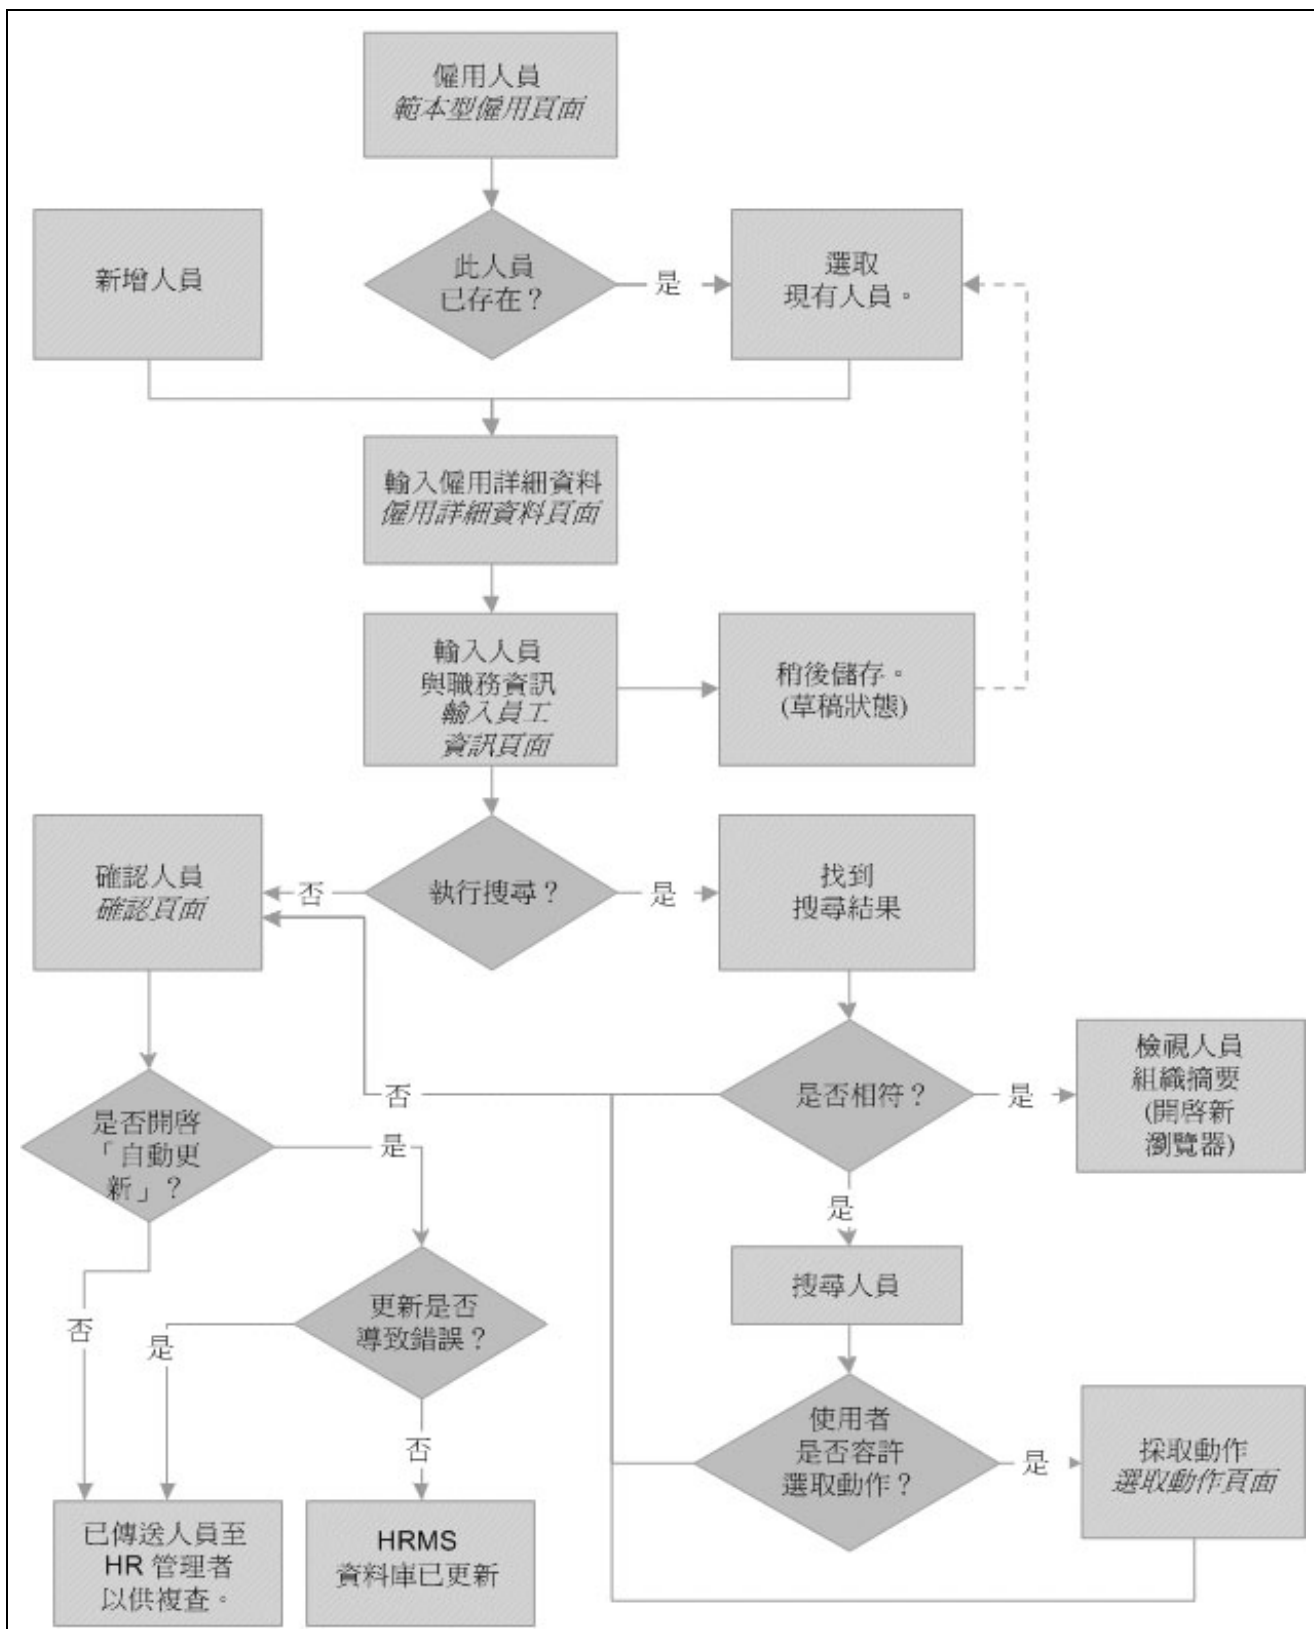 僱用人員
範本型僱用頁面
新增人員
此人員
已存在？
是
選取
現有人員。
輸入僱用詳細資料
僱用詳細資料頁面
輸入人員
與職務資訊
輸入員工
資訊頁面
稍後儲存。
(草稿狀態)
確認人員
確認頁面
否
執行搜尋？
是
找到
搜尋結果
是否開啓
「自動更
新」？
是
否
是否相符？
是
檢視人員
組織摘要
(開啓新
瀏覽器)
是
搜尋人員
否
是
更新是否
導致錯誤？
否
使用者
是否容許
選取動作？
是
採取動作
選取動作頁面
已傳送人員至
HR 管理者
以供複查。
HRMS
資料庫已更新